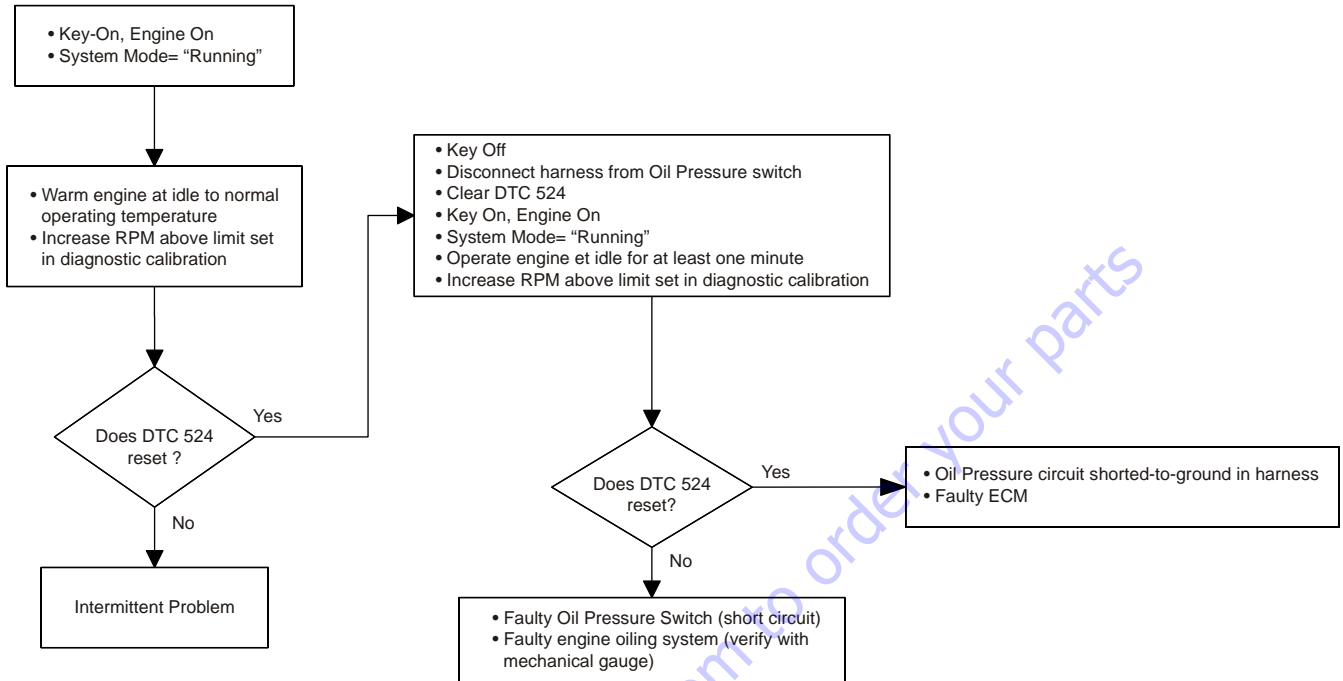 • Key-On, Engine On
• System Mode= “Running”
• Warm engine at idle to normal
operating temperature
• Increase RPM above limit set
in diagnostic calibration
Does DTC 524
reset ?
Yes
No
Intermittent Problem
• Key Off
• Disconnect harness from Oil Pressure switch
• Clear DTC 524
• Key On, Engine On
• System Mode= “Running”
• Operate engine et idle for at least one minute
• Increase RPM above limit set in diagnostic calibration
Does DTC 524
reset?
Yes
No
• Oil Pressure circuit shorted-to-ground in harness
• Faulty ECM
• Faulty Oil Pressure Switch (short circuit)
• Faulty engine oiling system (verify with
mechanical gauge)
to order your parts